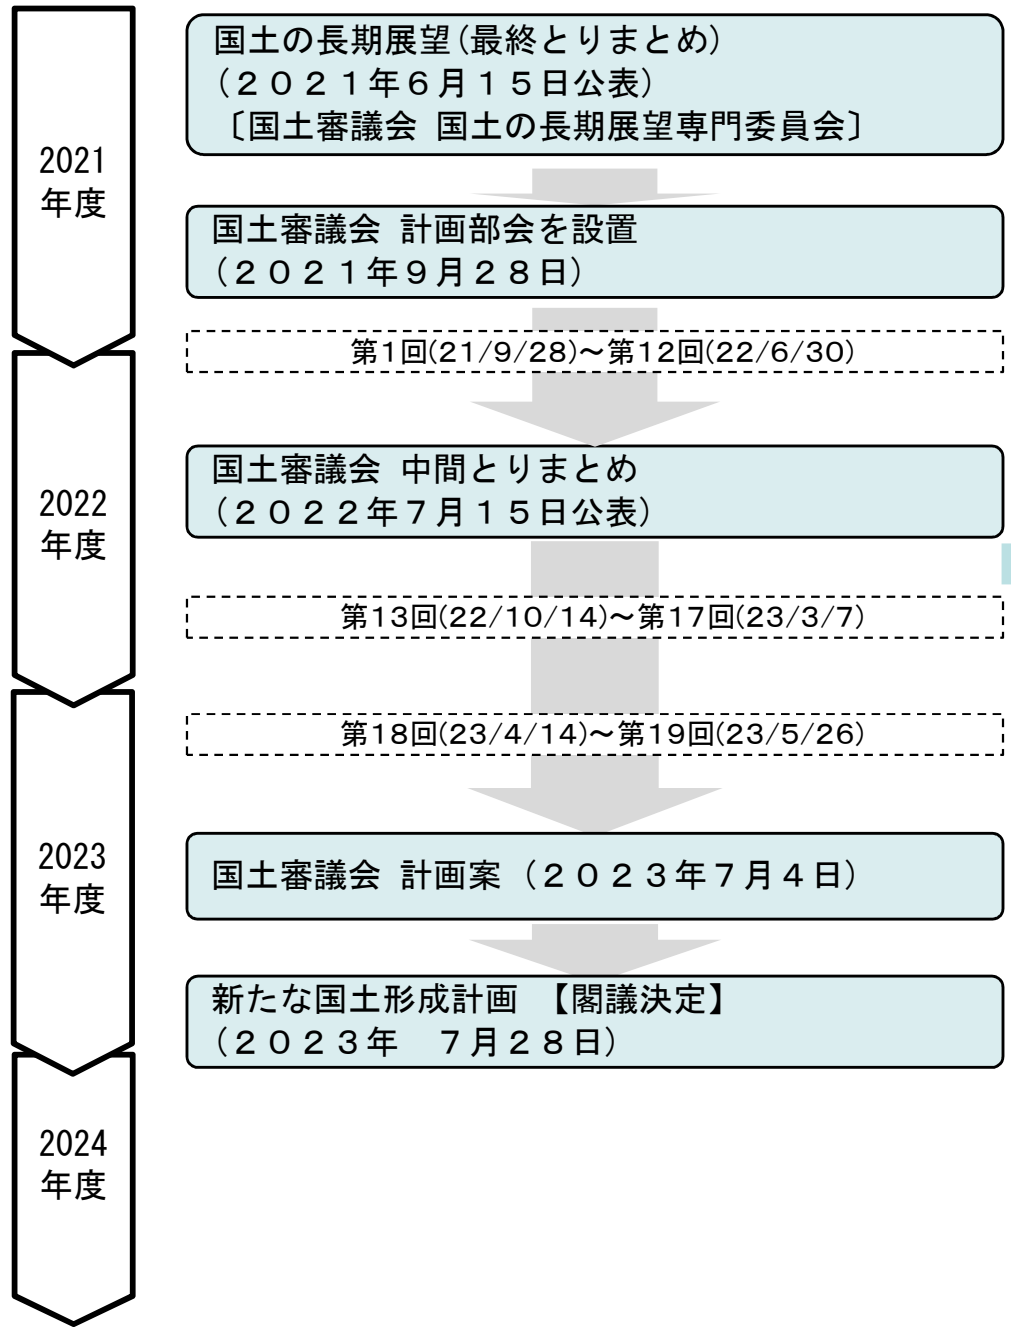 2021
年度
国土の長期展望(最終とりまとめ)
(２０２１年６月１５日公表)
〔国土審議会 国土の長期展望専門委員会〕
国土審議会 計画部会を設置
(２０２１年９月２８日)
第1回(21/9/28)～第12回(22/6/30)
2022
年度
国土審議会 中間とりまとめ
(２０２２年７月１５日公表)
第13回(22/10/14)～第17回(23/3/7)
第18回(23/4/14)～第19回(23/5/26)
2023
年度
国土審議会 計画案 (２０２３年７月４日)
新たな国土形成計画 【閣議決定】
(２０２３年　７月２８日)
2024
年度